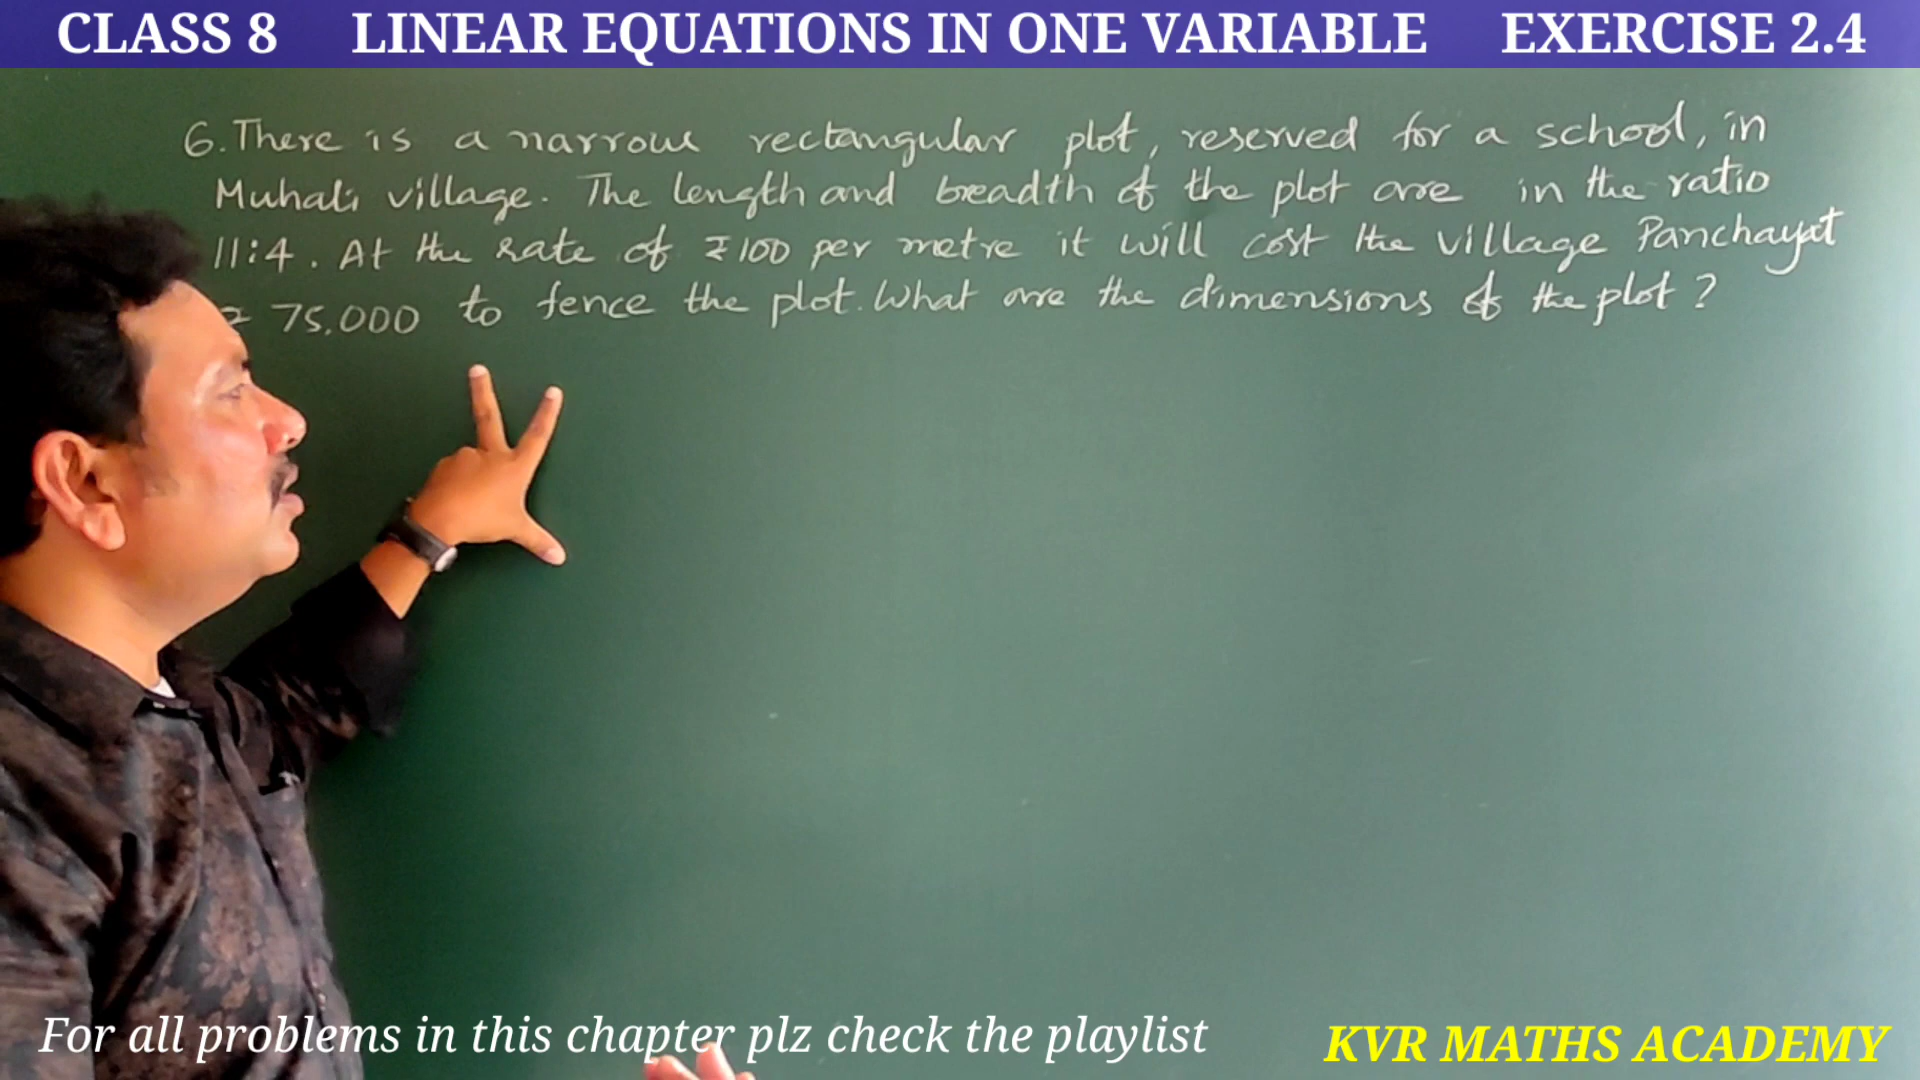 CLASS 8 LINEAR EQUATIONS IN ONE VARIABLE EXERCISE 2.4
6. There is a narrow rectangular plot, reserved for a school, in
Muhali village. The length and breadth of the plot are in the ratio
11:4. At the rate of ₹100 per metre it will cost the village Panchayat
₹ 75,000 to fence the plot. What are the dimensions of the plot?
For all problems in this chapter plz check the playlist
KVR MATHS ACADEMY